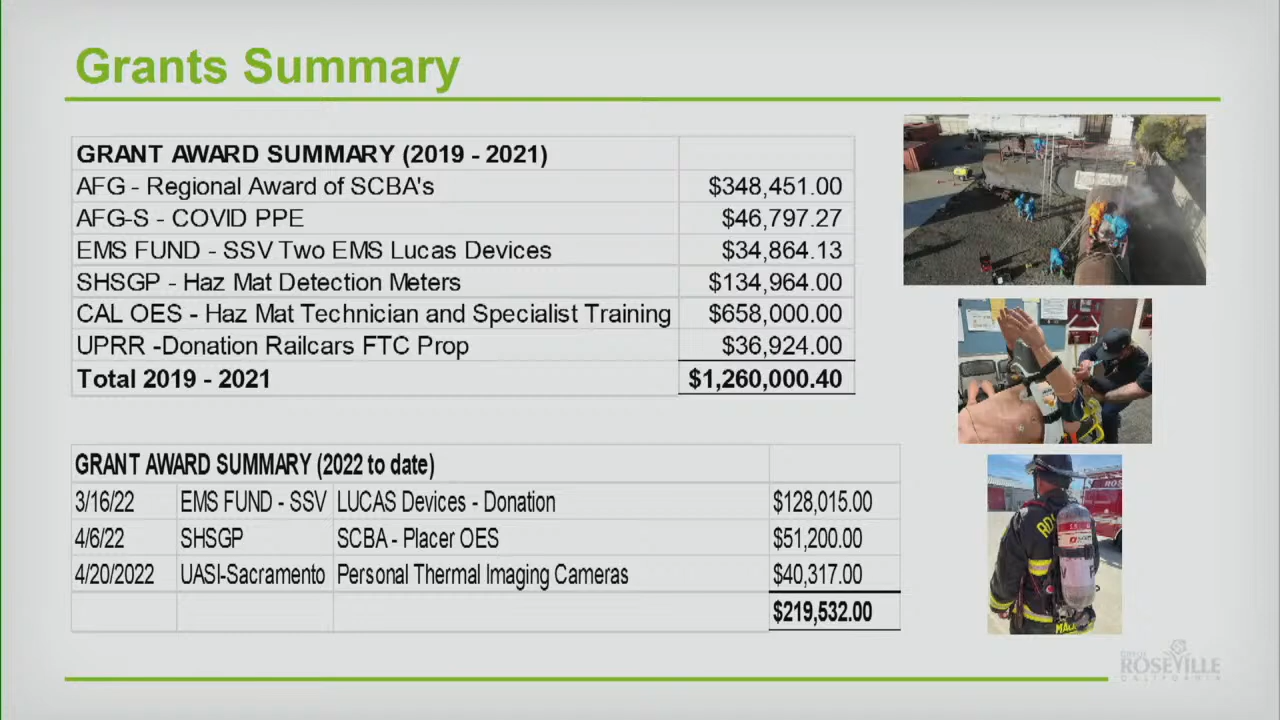 Grants Summary
GRANT AWARD SUMMARY (2019 - 2021)
AFG - Regional Award of SCBA's $348,451.00
AFG-S - COVID PPE $46,797.27
EMS FUND - SSV Two EMS Lucas Devices $34,864.13
SHSGP - Haz Mat Detection Meters $134,964.00
CAL OES - Haz Mat Technician and Specialist Training $658,000.00
UPRR -Donation Railcars FTC Prop $36,924.00
Total 2019 - 2021 $1,260,000.40
GRANT AWARD SUMMARY (2022 to date)
3/16/22 EMS FUND - SSV LUCAS Devices - Donation $128,015.00
4/6/22 SHSGP SCBA - Placer OES $51,200.00
4/20/2022 UASI-Sacramento Personal Thermal Imaging Cameras $40,317.00
$219,532.00
ROSEVILLE
CALIFORNIA